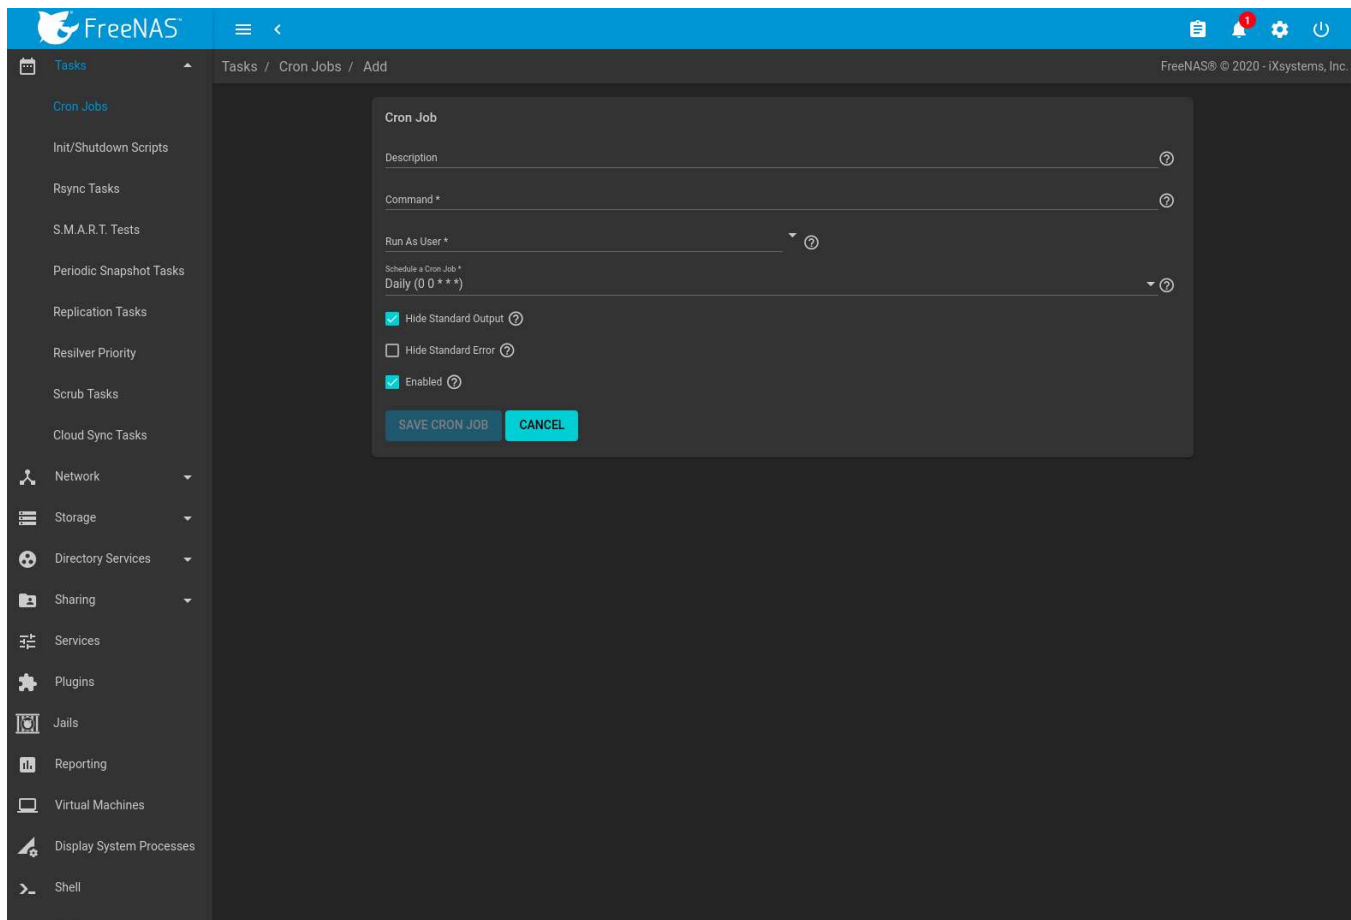 FreeNAS
1
Tasks
Tasks / Cron Jobs / Add
FreeNAS® © 2020 - iXsystems, Inc.
Cron Jobs
Init/Shutdown Scripts
Rsync Tasks
S.M.A.R.T. Tests
Periodic Snapshot Tasks
Replication Tasks
Resilver Priority
Scrub Tasks
Cloud Sync Tasks
Network
Storage
Directory Services
Sharing
Services
Plugins
Jails
Reporting
Virtual Machines
Display System Processes
Shell
Cron Job
Description
Command *
Run As User *
Schedule a Cron Job *
Daily (0 0 * * *)
Hide Standard Output
Hide Standard Error
Enabled
SAVE CRON JOB CANCEL